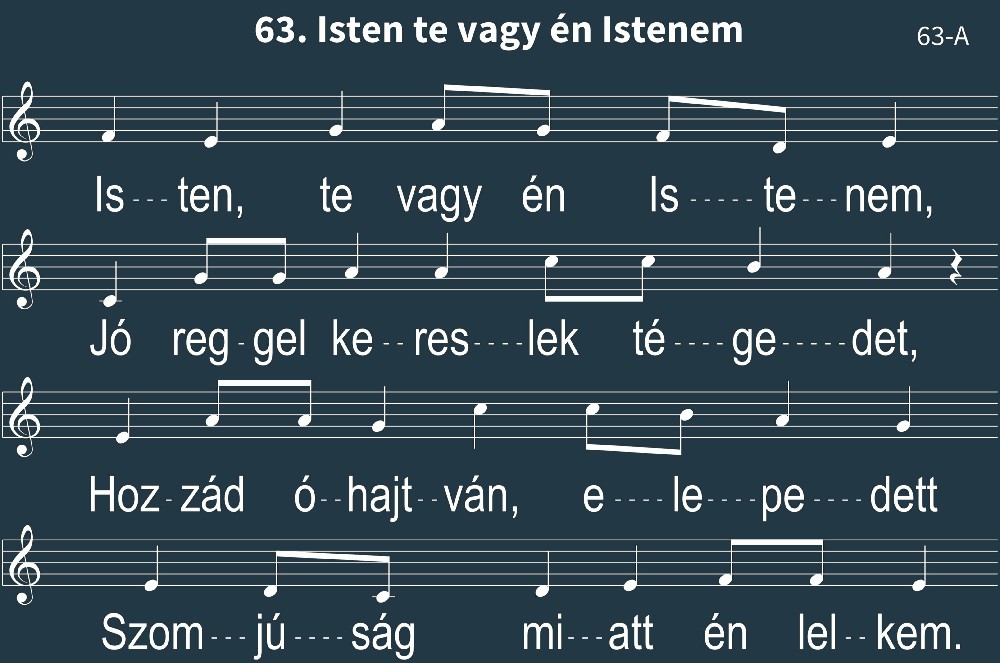 63. Isten te vagy én Istenem
63-A
Is---ten, te vagy én Is-----te---nem,
Jó reg-gel ke--res----lek té----ge-----det,
Hoz-zád ó--hajt--ván, e----le----pe----dett
Szom---jú----ság mi---att én lel--kem.